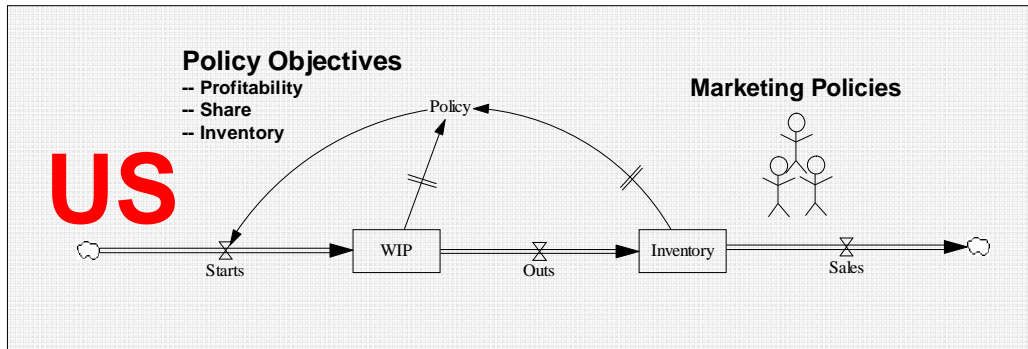 Policy Objectives
-- Profitability
-- Share
-- Inventory
Marketing Policies
Policy
US
WIP
Inventory
Starts
Outs
Sales